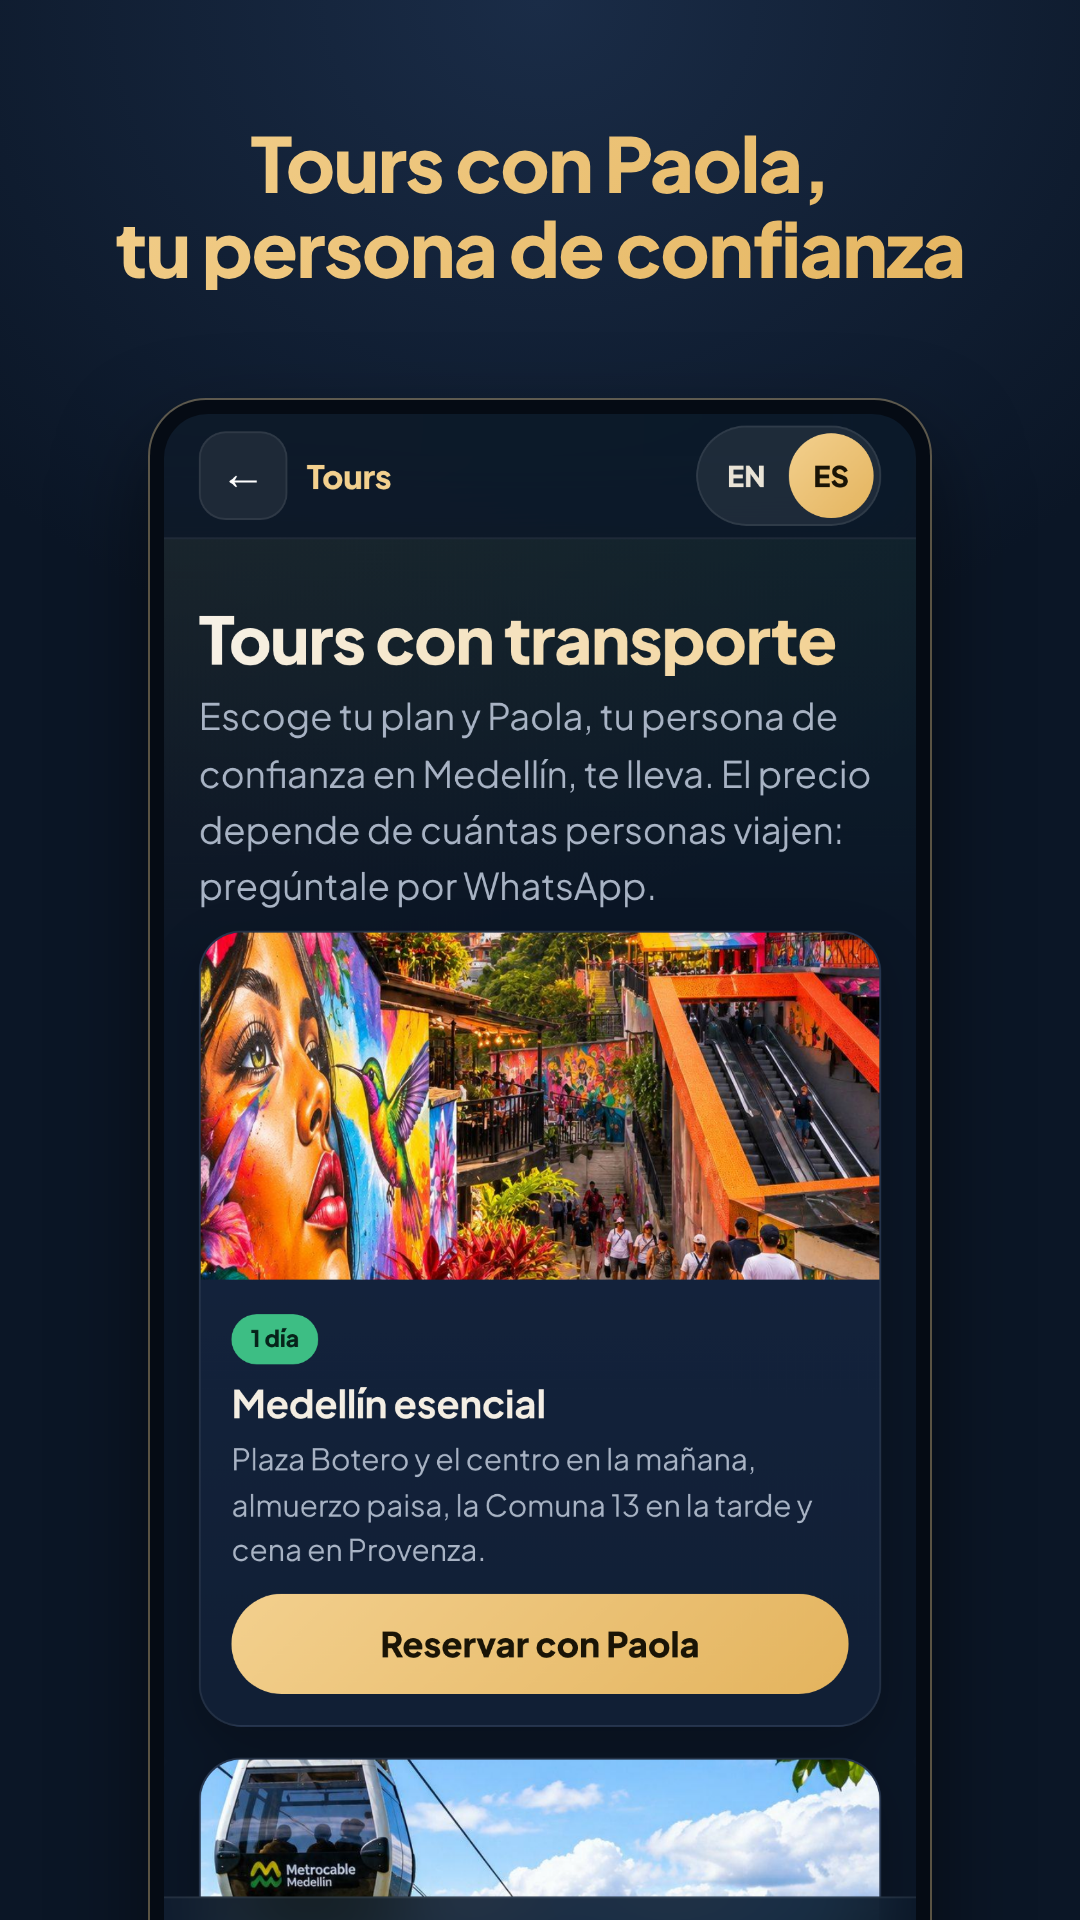 Tours con Paola,
tu persona de confianza
← Tours
EN ES
Tours con transporte
Escoge tu plan y Paola, tu persona de
confianza en Medellín, te lleva. El precio
depende de cuántas personas viajen:
pregúntale por WhatsApp.
1 día
Medellín esencial
Plaza Botero y el centro en la mañana,
almuerzo paisa, la Comuna 13 en la tarde y
cena en Provenza.
Reservar con Paola
Metrocable
Medellín